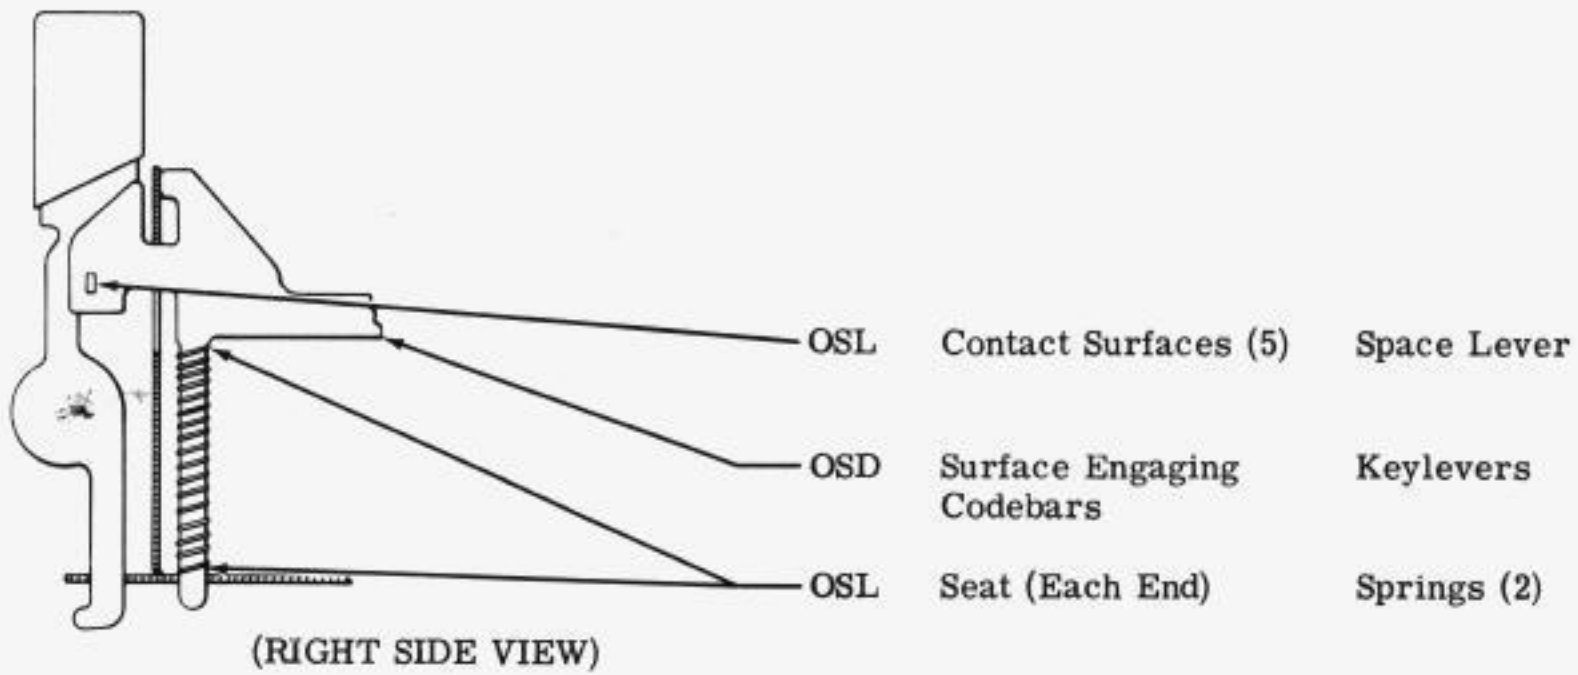 OSL Contact Surfaces (5) Space Lever
OSD Surface Engaging Keylevers
Codebars
OSL Seat (Each End) Springs (2)
(RIGHT SIDE VIEW)